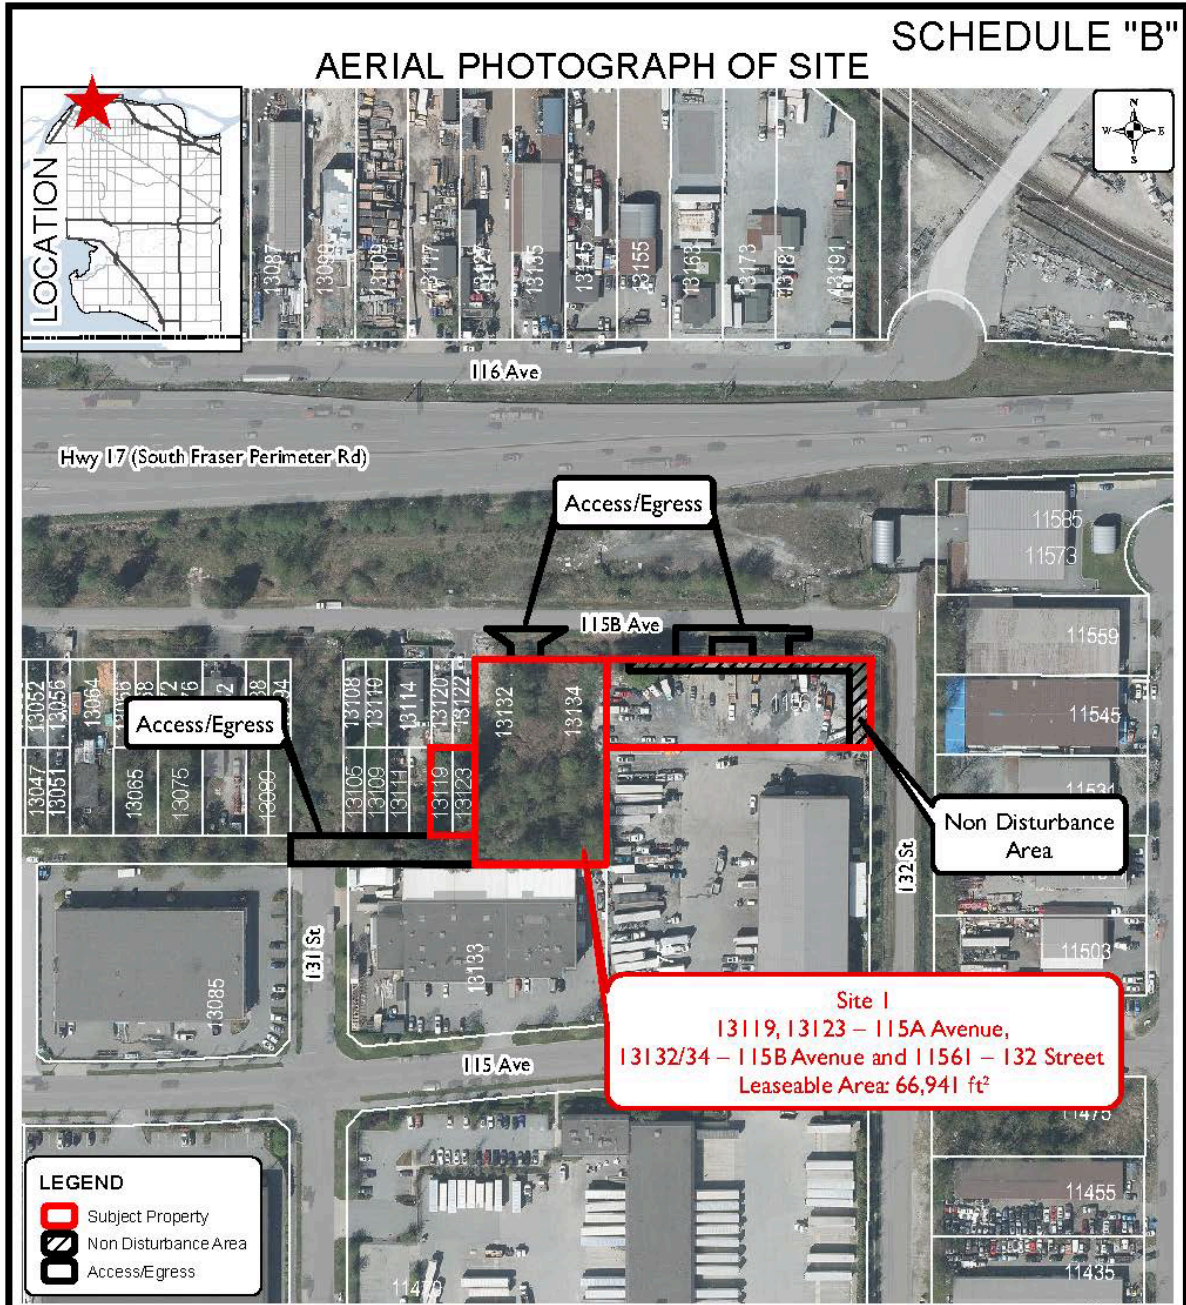 SCHEDULE "B"
AERIAL PHOTOGRAPH OF SITE
LOCATION
N
W E
S
13087
13099
13109
13117
13127
13135
13145
13155
13163
13173
13181
13191
116 Ave
Hwy 17 (South Fraser Perimeter Rd)
Access/Egress
11585
11573
115B Ave
11559
13052
13056
13064
13108
13110
13114
13120
13122
13132
13134
Access/Egress
11545
13047
13051
13065
13075
13089
13105
13109
13111
13119
13123
11531
Non Disturbance
Area
132 St
131 St
13133
13085
11503
Site 1
13119, 13123 – 115A Avenue,
13132/34 – 115B Avenue and 11561 – 132 Street
Leaseable Area: 66,941 ft²
115 Ave
11475
LEGEND
Subject Property
Non Disturbance Area
Access/Egress
11455
11435